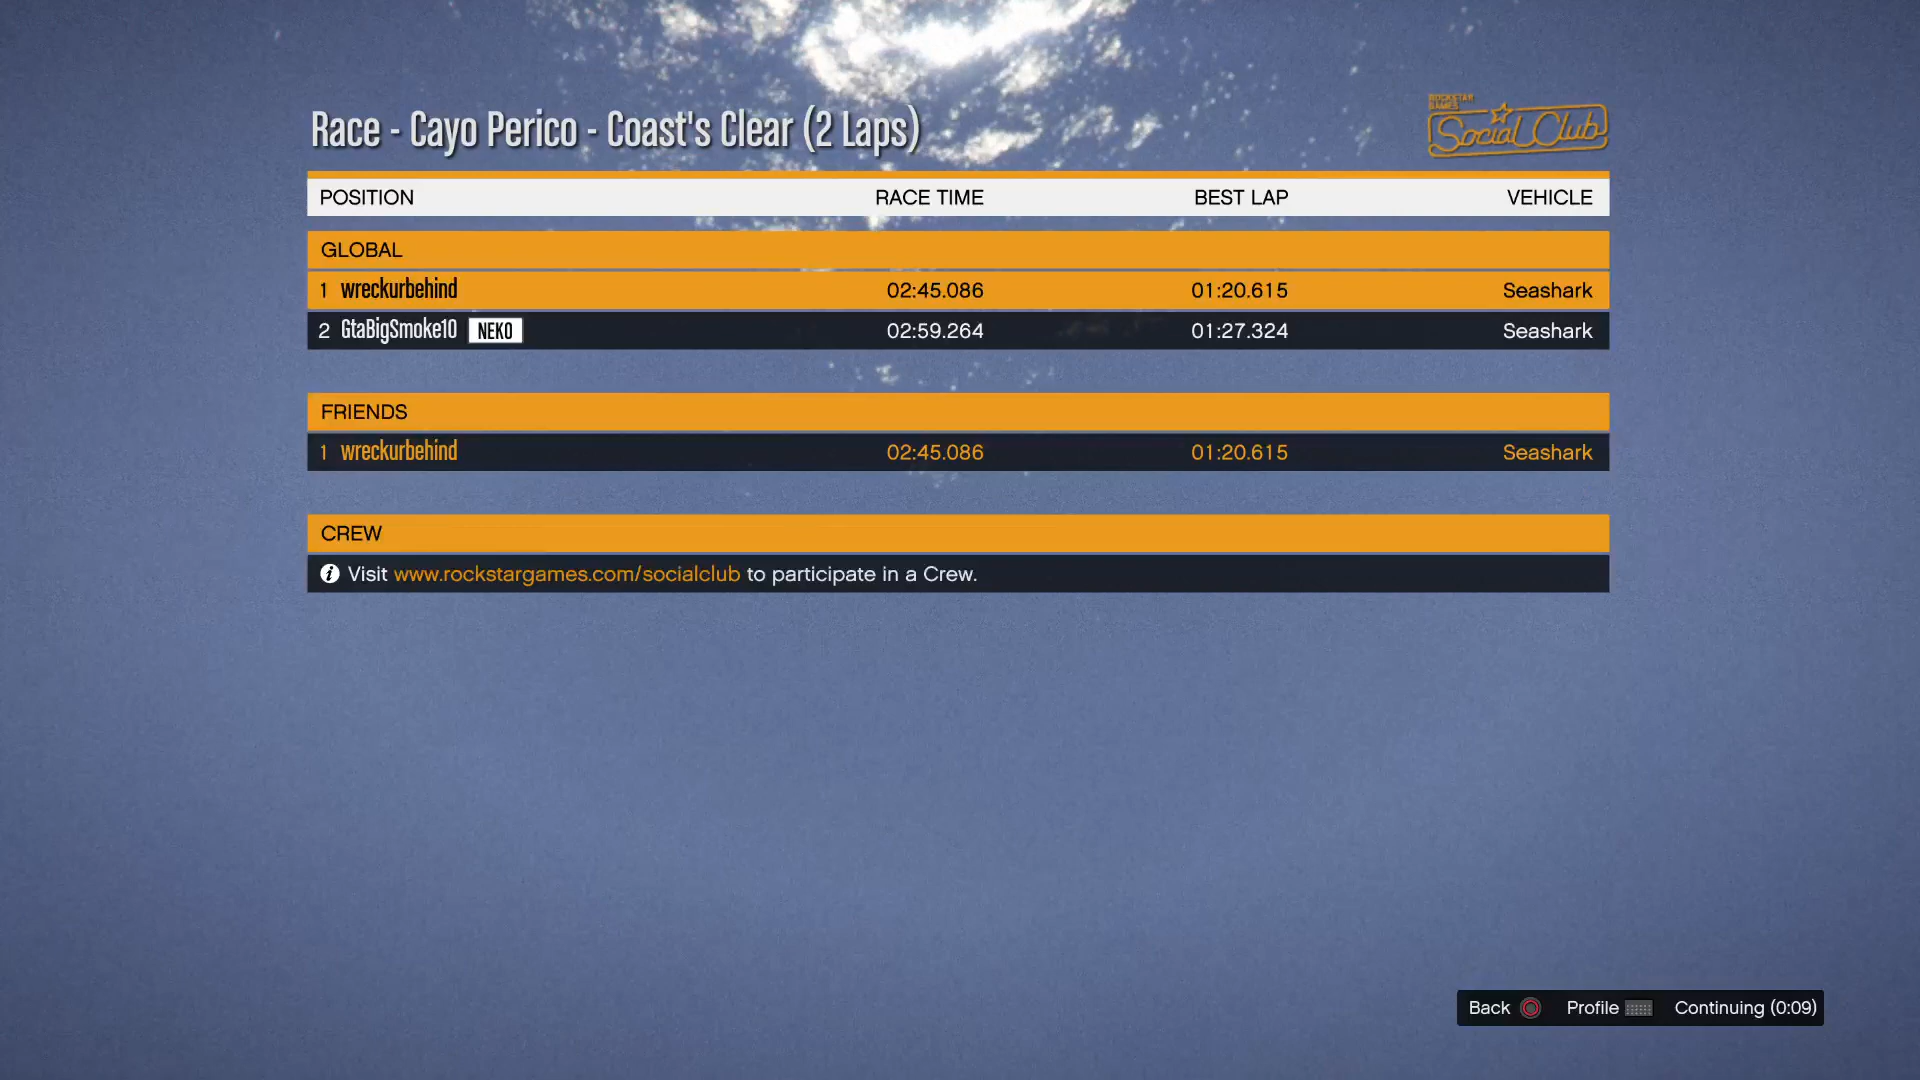 Race - Cayo Perico - Coast's Clear (2 Laps)
ROCKSTAR GAMES
Social Club
POSITION RACE TIME BEST LAP VEHICLE
GLOBAL
1 wreckurbehind 02:45.086 01:20.615 Seashark
2 GtaBigSmoke10 NEKO 02:59.264 01:27.324 Seashark
FRIENDS
1 wreckurbehind 02:45.086 01:20.615 Seashark
CREW
Visit www.rockstargames.com/socialclub to participate in a Crew.
Back Profile Continuing (0:09)